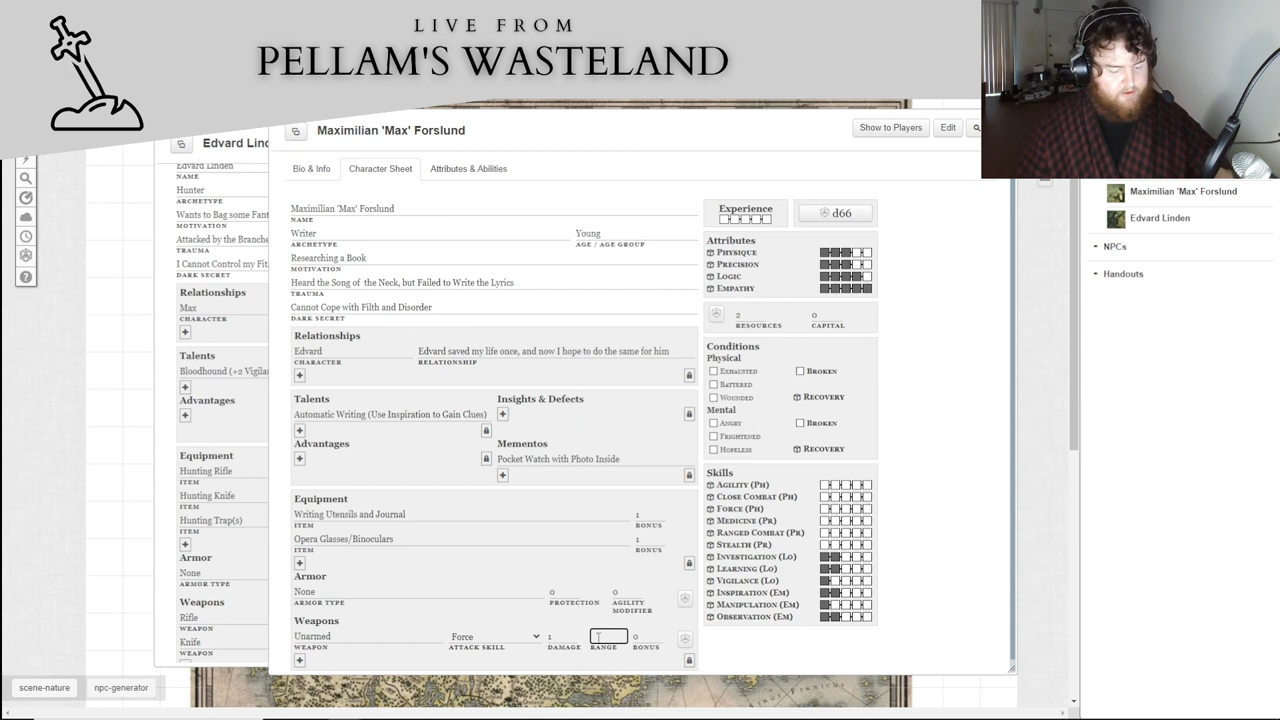 LIVE FROM
PELLAM'S WASTELAND
Edvard Lind
Edvard Linden
NAME
Hunter
ARCHETYPE
Wants to Bag some Fant
MOTIVATION
Attacked by the Branche
TRAUMA
I Cannot Control my Fit
DARK SECRET
Relationships
Max
CHARACTER
Talents
Bloodhound (+2 Vigila
Advantages
Equipment
Hunting Rifle
ITEM
Hunting Knife
ITEM
Hunting Trap(s)
ITEM
Armor
None
ARMOR TYPE
Weapons
Rifle
WEAPON
Knife
Maximilian 'Max' Forslund
Show to Players Edit
Bio & Info Character Sheet Attributes & Abilities
Maximilian 'Max' Forslund
NAME
Writer Young
ARCHETYPE AGE / AGE GROUP
Researching a Book
MOTIVATION
Heard the Song of the Neck, but Failed to Write the Lyrics
TRAUMA
Cannot Cope with Filth and Disorder
DARK SECRET
Relationships
Edvard Edvard saved my life once, and now I hope to do the same for him
CHARACTER RELATIONSHIP
Talents Insights & Defects
Automatic Writing (Use Inspiration to Gain Clues)
Advantages Mementos
Pocket Watch with Photo Inside
Equipment
Writing Utensils and Journal 1
ITEM BONUS
Opera Glasses/Binoculars 1
ITEM BONUS
Armor
None 0 0
ARMOR TYPE PROTECTION AGILITY
MODIFIER
Weapons
Unarmed Force 1 0
WEAPON ATTACK SKILL DAMAGE RANGE BONUS
Experience d66
Attributes
PHYSIQUE
PRECISION
LOGIC
EMPATHY
2 0
RESOURCES CAPITAL
Conditions
Physical
EXHAUSTED BROKEN
BATTERED
WOUNDED RECOVERY
Mental
ANGRY BROKEN
FRIGHTENED
HOPELESS RECOVERY
Skills
AGILITY (PH)
CLOSE COMBAT (PH)
FORCE (PH)
MEDICINE (PR)
RANGED COMBAT (PR)
STEALTH (PR)
INVESTIGATION (LO)
LEARNING (LO)
VIGILANCE (LO)
INSPIRATION (EM)
MANIPULATION (EM)
OBSERVATION (EM)
Maximilian 'Max' Forslund
Edvard Linden
NPCs
Handouts
scene-nature npc-generator